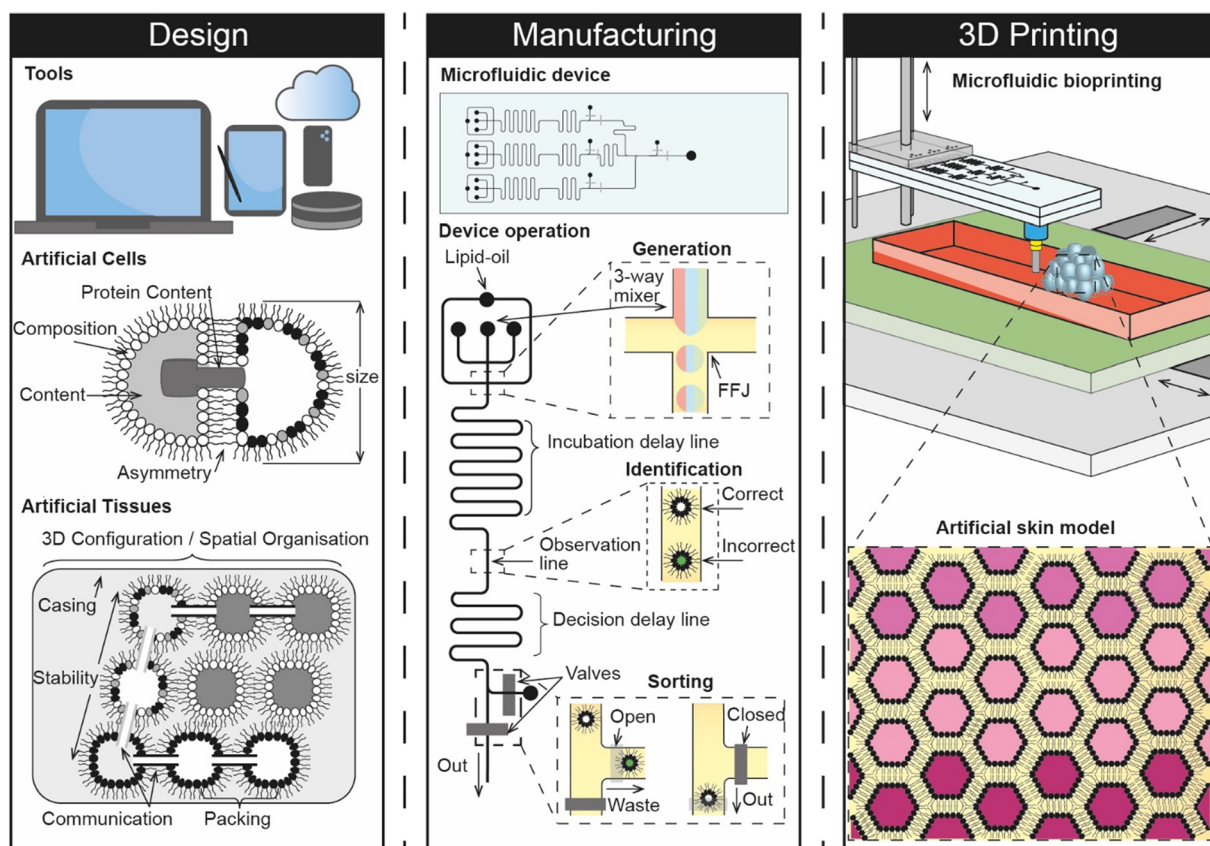 Design
Tools
Artificial Cells
Protein Content
Composition
Content
size
Asymmetry
Artificial Tissues
3D Configuration / Spatial Organisation
Casing
Stability
Communication
Packing
Manufacturing
Microfluidic device
Device operation
Lipid-oil
Generation
3-way
mixer
FFJ
Incubation delay line
Identification
Correct
Observation
line
Incorrect
Decision delay line
Valves
Sorting
Open
Closed
Out
Waste
Out
3D Printing
Microfluidic bioprinting
Artificial skin model